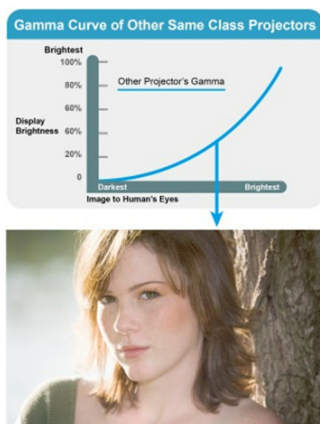 Gamma Curve of Other Same Class Projectors
Brightest
100%
80%
Other Projector's Gamma
60%
Display
Brightness
60%
20%
0
Darkest
Brightest
Image to Human's Eyes